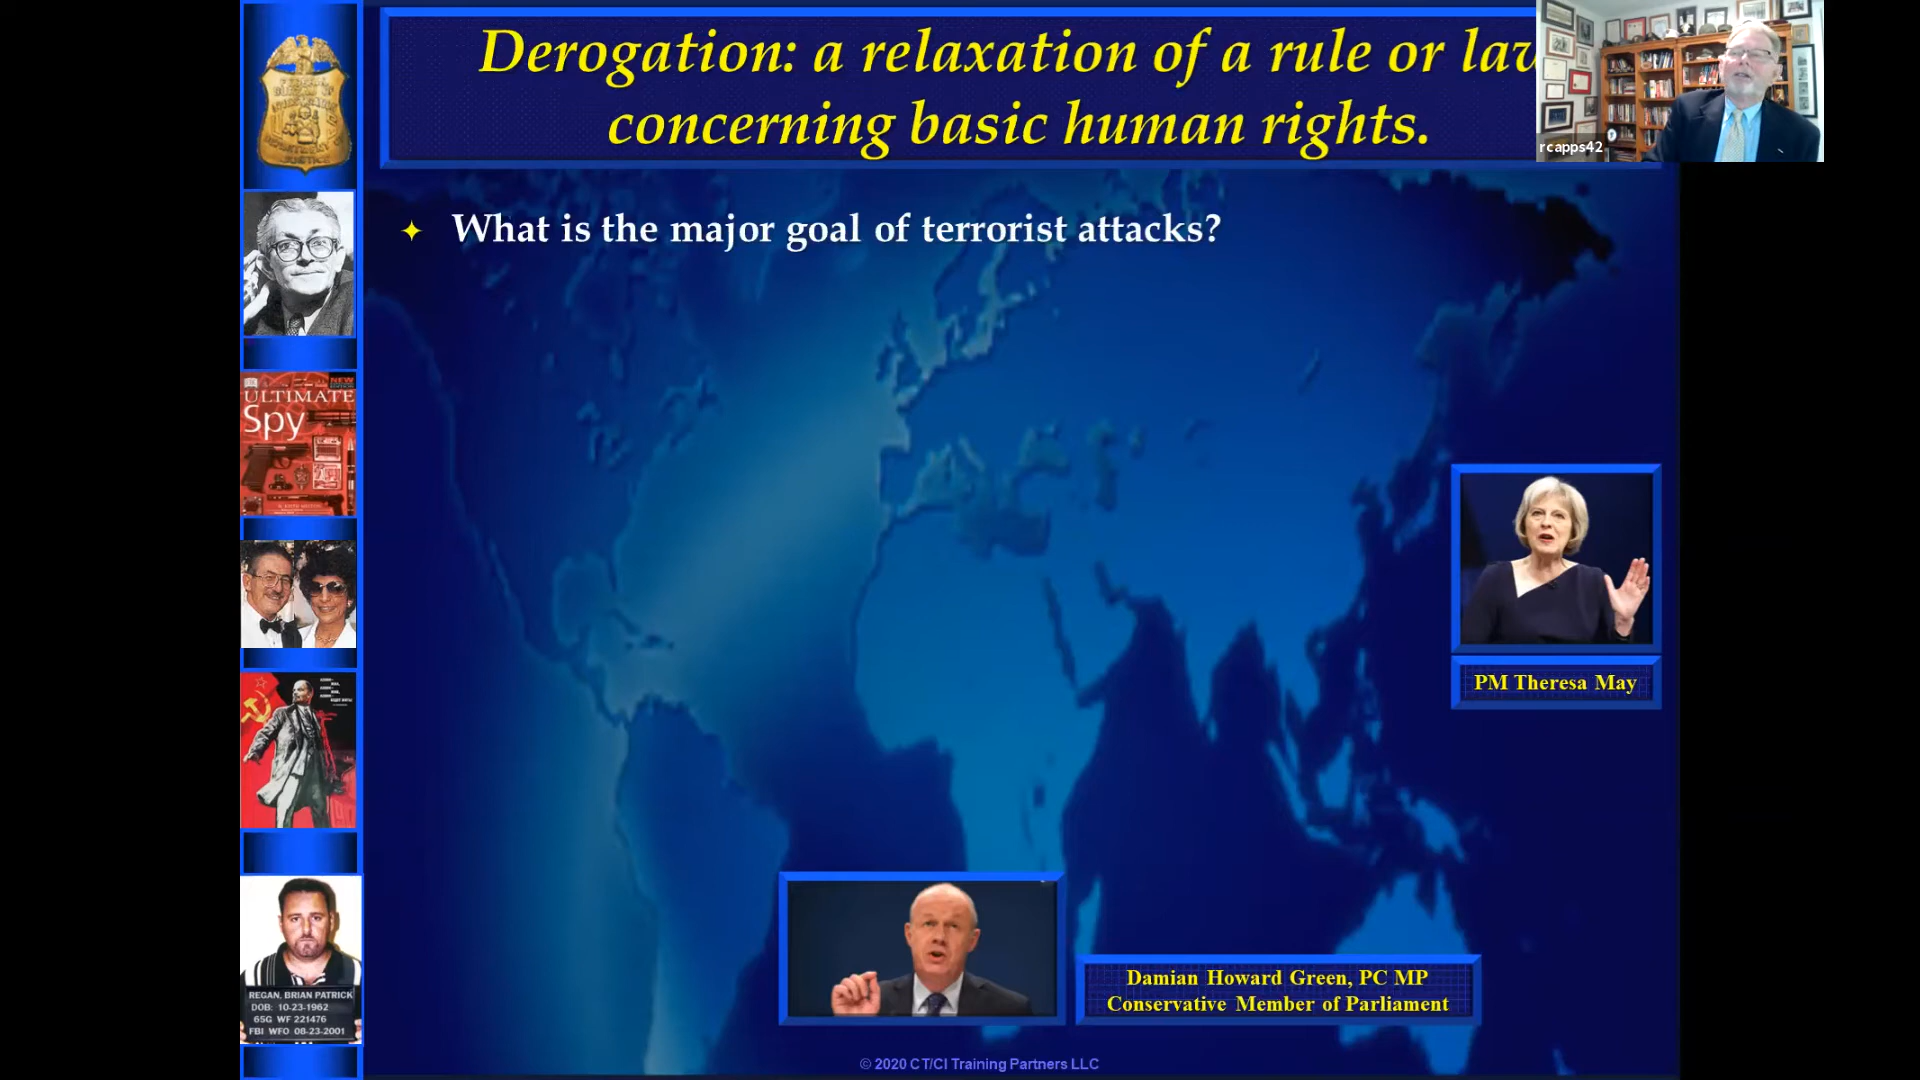 Derogation: a relaxation of a rule or law
concerning basic human rights.
rcapps42
What is the major goal of terrorist attacks?
NEW
ULTIMATE
Spy
PM Theresa May
REGAN, BRIAN PATRICK
DOB: 10-23-1962
65G WF 221476
FBI WFO 08-23-2001
Damian Howard Green, PC MP
Conservative Member of Parliament
© 2020 CT/CI Training Partners LLC